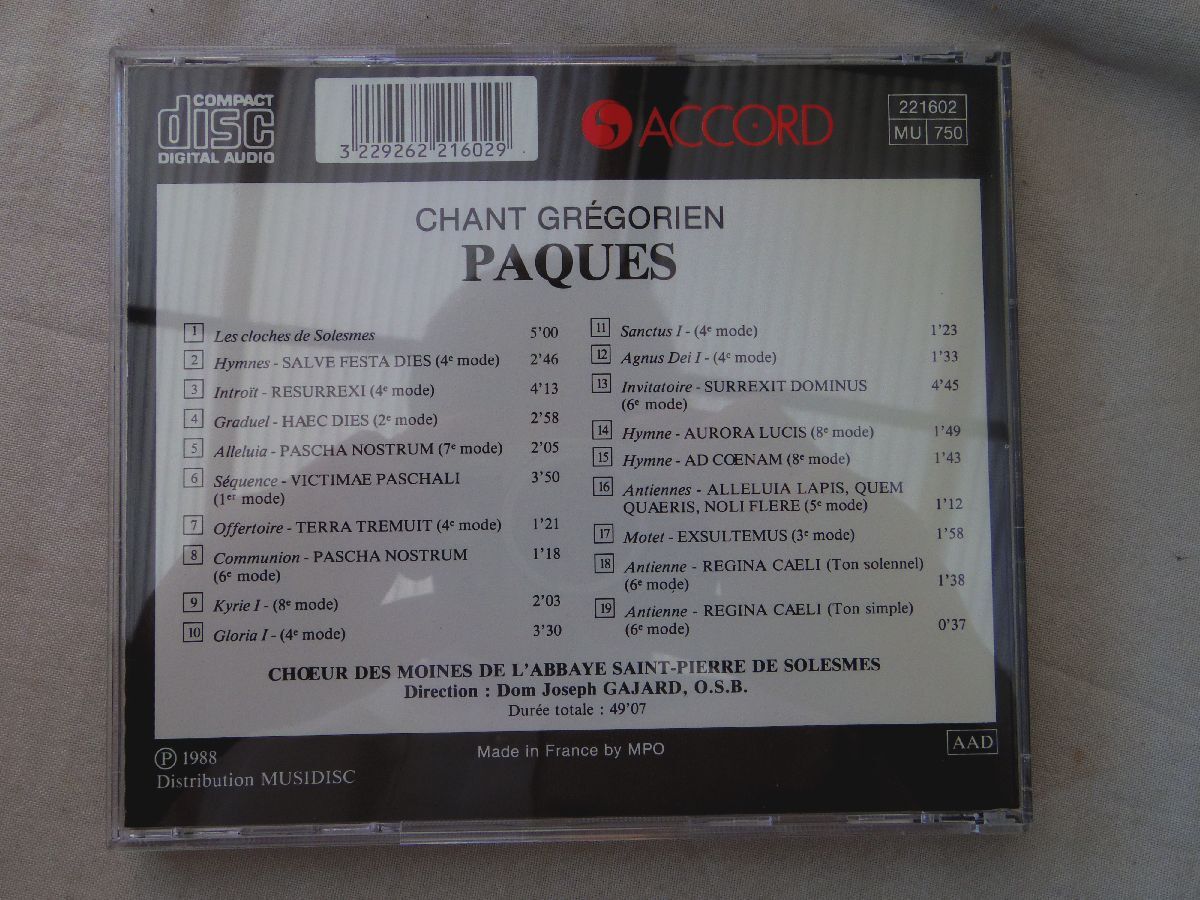 COMPACT
disc
DIGITAL AUDIO
3 229262 216029
ACCORD
221602
MU 750
CHANT GRÉGORIEN
PAQUES
1 Les cloches de Solesmes 5'00
2 Hymnes - SALVE FESTA DIES (4e mode) 2'46
3 Introït - RESURREXI (4e mode) 4'13
4 Graduel - HAEC DIES (2e mode) 2'58
5 Alleluia - PASCHA NOSTRUM (7e mode) 2'05
6 Séquence - VICTIMAE PASCHALI 3'50
(1er mode)
7 Offertoire - TERRA TREMUIT (4e mode) 1'21
8 Communion - PASCHA NOSTRUM 1'18
(6e mode)
9 Kyrie I - (8e mode) 2'03
10 Gloria I - (4e mode) 3'30
11 Sanctus I - (4e mode) 1'23
12 Agnus Dei I - (4e mode) 1'33
13 Invitatoire - SURREXIT DOMINUS 4'45
(6e mode)
14 Hymne - AURORA LUCIS (8e mode) 1'49
15 Hymne - AD CŒNAM (8e mode) 1'43
16 Antiennes - ALLELUIA LAPIS, QUEM
QUAERIS, NOLI FLERE (5e mode) 1'12
17 Motet - EXSULTEMUS (3e mode) 1'58
18 Antienne - REGINA CAELI (Ton solennel)
(6e mode) 1'38
19 Antienne - REGINA CAELI (Ton simple)
(6e mode) 0'37
CHŒUR DES MOINES DE L'ABBAYE SAINT-PIERRE DE SOLESMES
Direction : Dom Joseph GAJARD, O.S.B.
Durée totale : 49'07
℗ 1988
Distribution MUSIDISC
Made in France by MPO
AAD